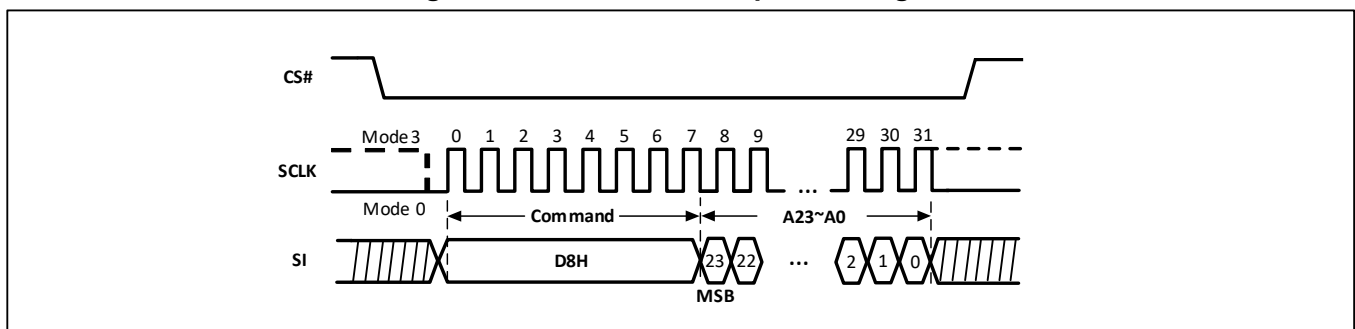 CS#
Mode 3 0 1 2 3 4 5 6 7 8 9 29 30 31
SCLK
...
Mode 0
Command A23~A0
SI D8H 23 22 ... 2 1 0
MSB